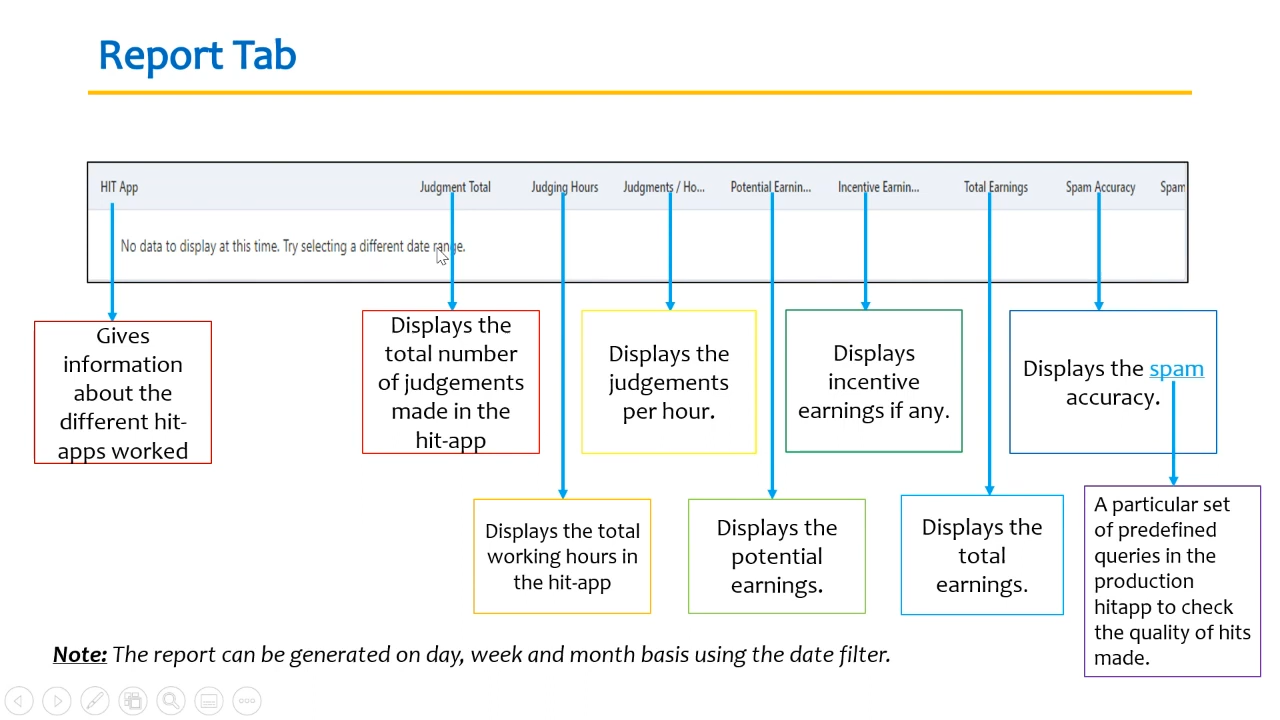 Report Tab
HIT App
Judgment Total
Judging Hours
Judgments / Ho...
Potential Earnin...
Incentive Earnin...
Total Earnings
Spam Accuracy
Spam
No data to display at this time. Try selecting a different date range.
Gives
information
about the
different hit-
apps worked
Displays the
total number
of judgements
made in the
hit-app
Displays the
judgements
per hour.
Displays
incentive
earnings if any.
Displays the spam
accuracy.
Displays the total
working hours in
the hit-app
Displays the
potential
earnings.
Displays the
total
earnings.
A particular set
of predefined
queries in the
production
hitapp to check
the quality of hits
made.
Note: The report can be generated on day, week and month basis using the date filter.